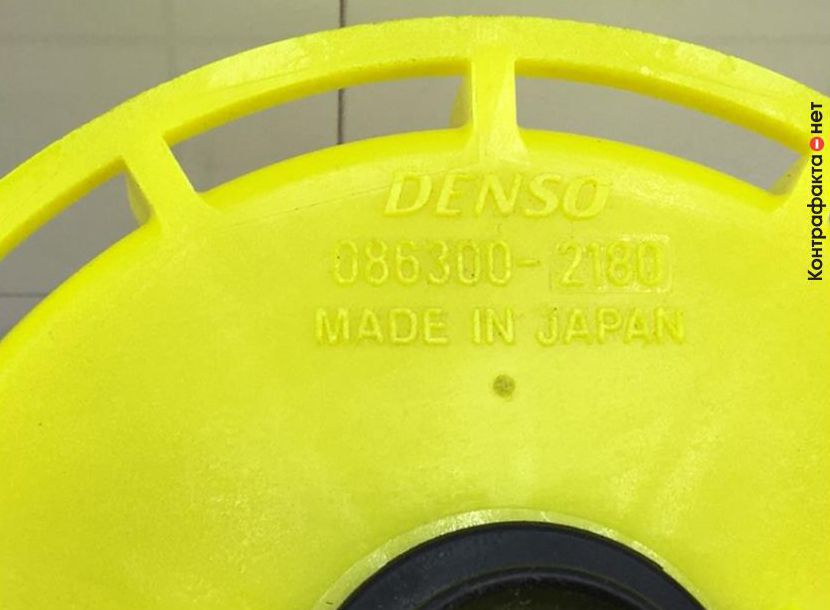 DENSO
086300-2180
MADE IN JAPAN
Контрафакта нет